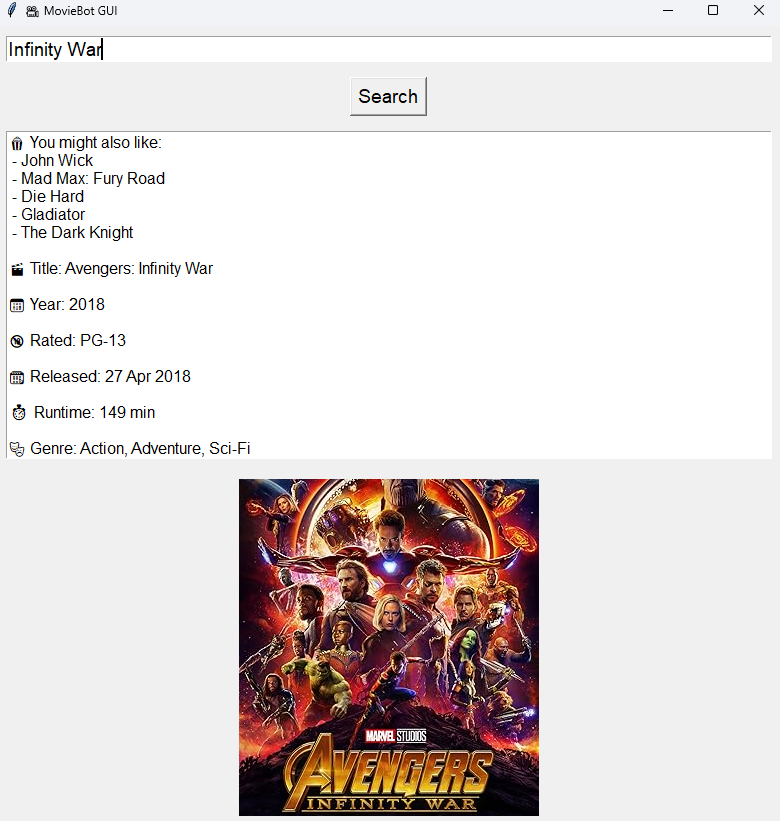 MovieBot GUI
Infinity War
Search
🍿 You might also like:
- John Wick
- Mad Max: Fury Road
- Die Hard
- Gladiator
- The Dark Knight
🎬 Title: Avengers: Infinity War
📅 Year: 2018
🔞 Rated: PG-13
🗓 Released: 27 Apr 2018
⏱ Runtime: 149 min
🎭 Genre: Action, Adventure, Sci-Fi
MARVEL STUDIOS
AVENGERS
INFINITY WAR